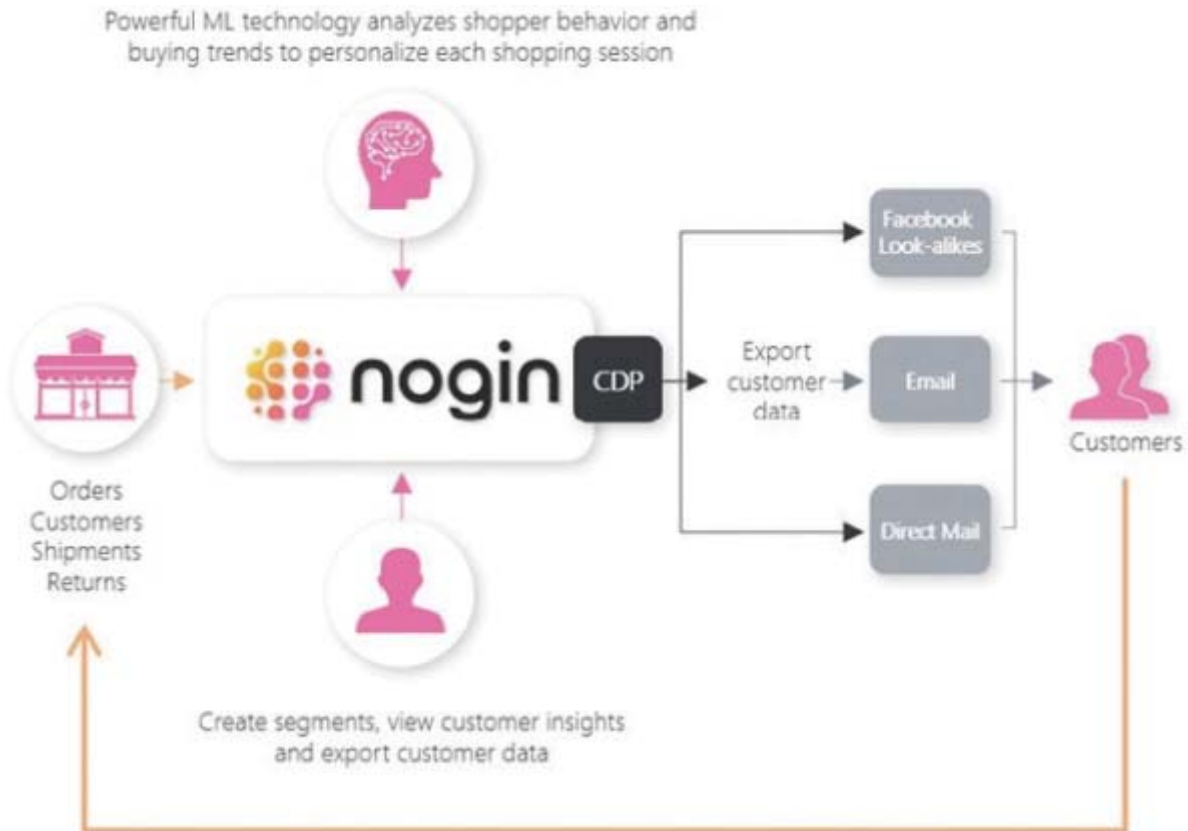 Powerful ML technology analyzes shopper behavior and
buying trends to personalize each shopping session
Facebook
Look-alikes
nogin
CDP
Export
customer
data
Email
Customers
Orders
Customers
Shipments
Returns
Direct Mail
Create segments, view customer insights
and export customer data